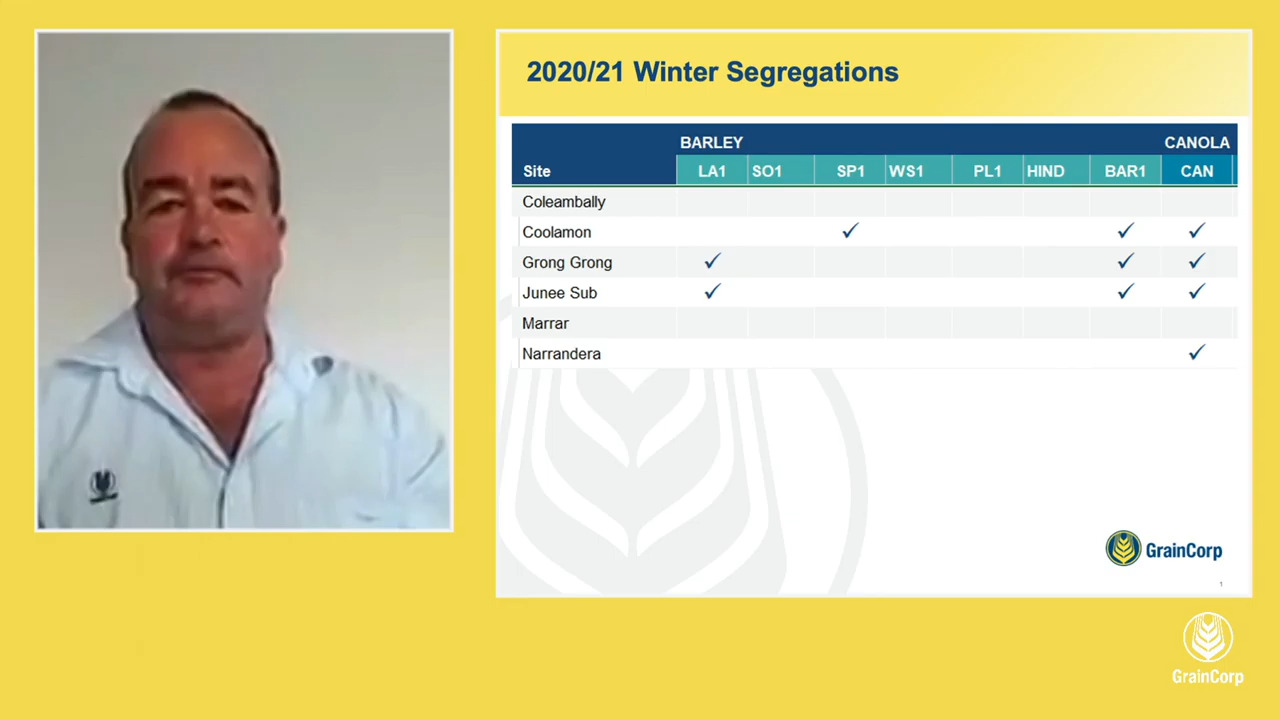 2020/21 Winter Segregations
BARLEY CANOLA
Site LA1 SO1 SP1 WS1 PL1 HIND BAR1 CAN
Coleambally
Coolamon ✓ ✓ ✓
Grong Grong ✓ ✓ ✓
Junee Sub ✓ ✓ ✓
Marrar
Narrandera ✓
GrainCorp
1
GrainCorp